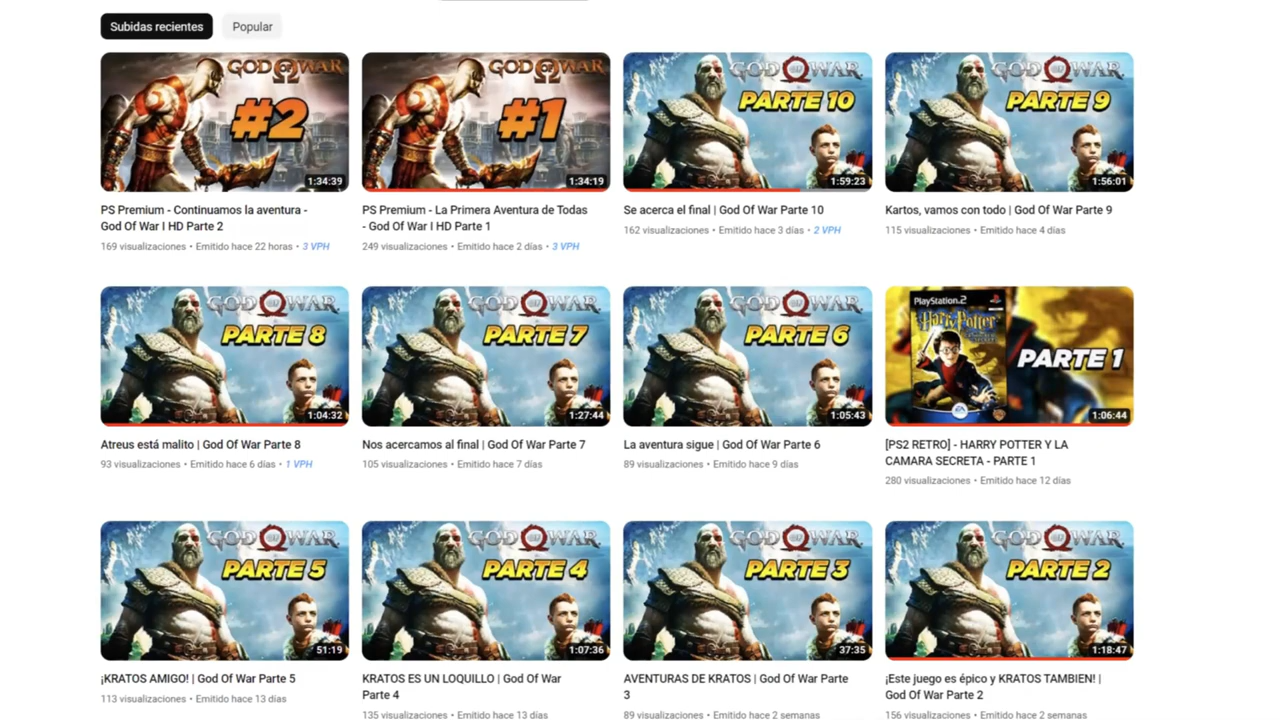 Subidas recientes
Popular
GOD OF WAR
#2
1:34:39
GOD OF WAR
#1
1:34:19
GOD OF WAR
PARTE 10
1:59:23
GOD OF WAR
PARTE 9
1:56:01
PS Premium - Continuamos la aventura -
God Of War I HD Parte 2
169 visualizaciones • Emitido hace 22 horas • 3 VPH
PS Premium - La Primera Aventura de Todas
- God Of War I HD Parte 1
249 visualizaciones • Emitido hace 2 días • 3 VPH
Se acerca el final | God Of War Parte 10
162 visualizaciones • Emitido hace 3 días • 2 VPH
Kartos, vamos con todo | God Of War Parte 9
115 visualizaciones • Emitido hace 4 días
GOD OF WAR
PARTE 8
1:04:32
GOD OF WAR
PARTE 7
1:27:44
GOD OF WAR
PARTE 6
1:05:43
PlayStation.2
Harry Potter
PARTE 1
EA
1:06:44
Atreus está malito | God Of War Parte 8
93 visualizaciones • Emitido hace 6 días • 1 VPH
Nos acercamos al final | God Of War Parte 7
105 visualizaciones • Emitido hace 7 días
La aventura sigue | God Of War Parte 6
89 visualizaciones • Emitido hace 9 días
[PS2 RETRO] - HARRY POTTER Y LA
CAMARA SECRETA - PARTE 1
280 visualizaciones • Emitido hace 12 días
GOD OF WAR
PARTE 5
51:19
GOD OF WAR
PARTE 4
1:07:36
GOD OF WAR
PARTE 3
37:35
GOD OF WAR
PARTE 2
1:18:47
¡KRATOS AMIGO! | God Of War Parte 5
113 visualizaciones • Emitido hace 13 días
KRATOS ES UN LOQUILLO | God Of War
Parte 4
135 visualizaciones • Emitido hace 13 días
AVENTURAS DE KRATOS | God Of War Parte
3
89 visualizaciones • Emitido hace 2 semanas
¡Este juego es épico y KRATOS TAMBIEN! |
God Of War Parte 2
156 visualizaciones • Emitido hace 2 semanas